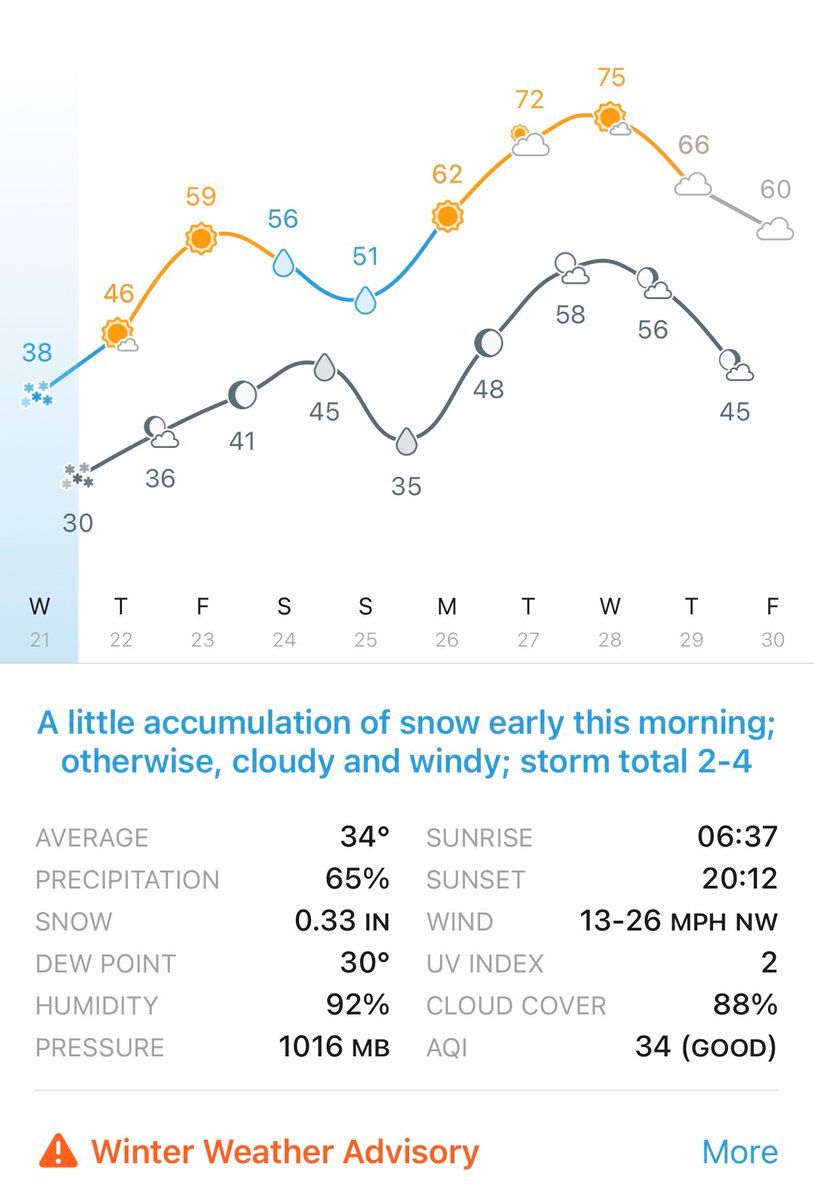 75
72
66
62
60
59
56
51
46
38
58
56
48
45
45
41
36
35
30
W T F S S M T W T F
21 22 23 24 25 26 27 28 29 30
A little accumulation of snow early this morning;
otherwise, cloudy and windy; storm total 2-4
AVERAGE 34° SUNRISE 06:37
PRECIPITATION 65% SUNSET 20:12
SNOW 0.33 IN WIND 13-26 MPH NW
DEW POINT 30° UV INDEX 2
HUMIDITY 92% CLOUD COVER 88%
PRESSURE 1016 MB AQI 34 (GOOD)
Winter Weather Advisory More